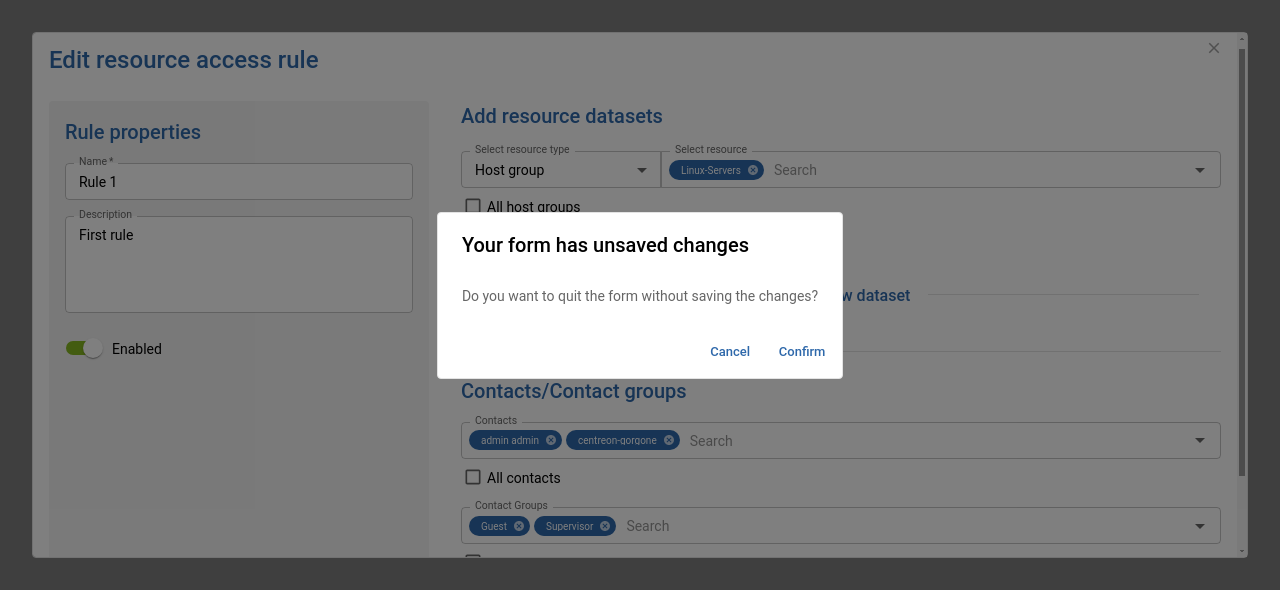 Edit resource access rule
Rule properties
Name *
Rule 1
Description
First rule
Enabled
Add resource datasets
Select resource type
Host group
Select resource
Linux-Servers
Search
All host groups
Your form has unsaved changes
Do you want to quit the form without saving the changes?
Cancel
Confirm
dataset
Contacts/Contact groups
Contacts
admin admin
centreon-gorgone
Search
All contacts
Contact Groups
Guest
Supervisor
Search